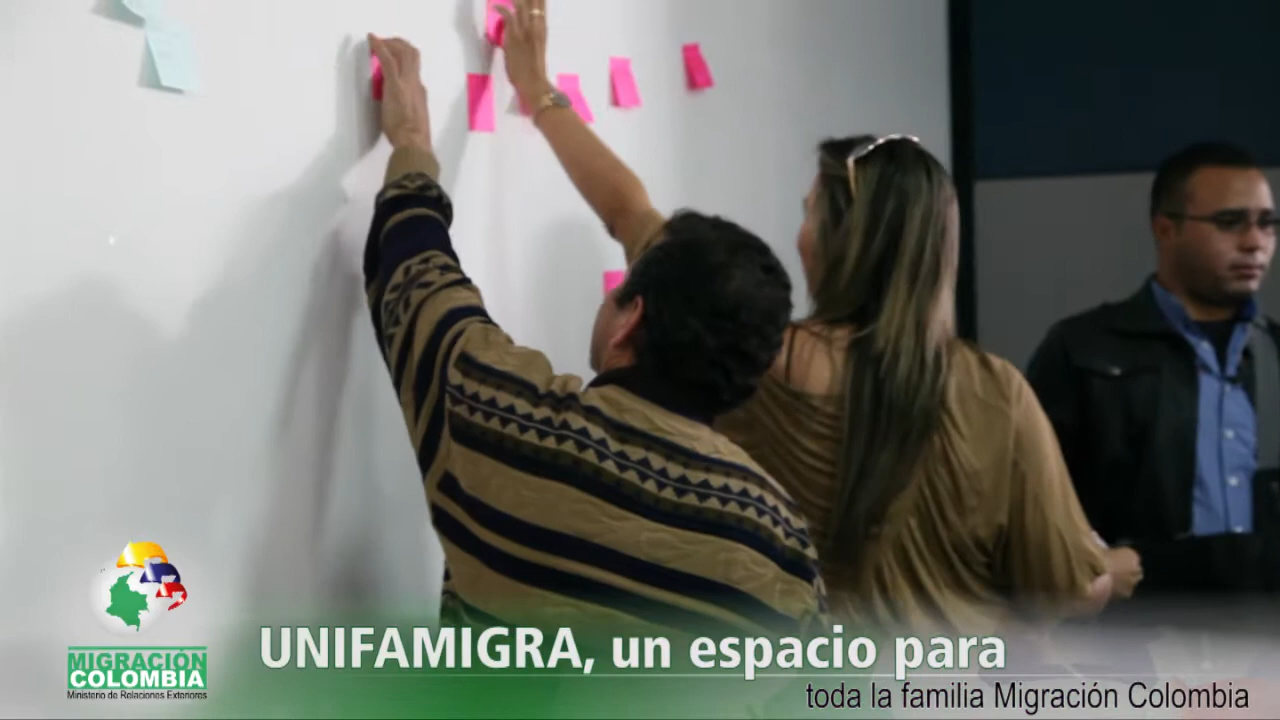 UNIFAMIGRA, un espacio para
toda la familia Migración Colombia
MIGRACIÓN
COLOMBIA
Ministerio de Relaciones Exteriores